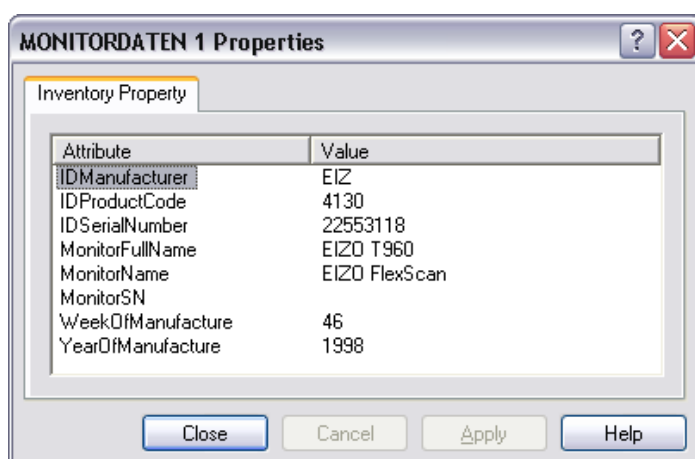 MONITORDATEN 1 Properties
Inventory Property
Attribute Value
IDManufacturer EIZ
IDProductCode 4130
IDSerialNumber 22553118
MonitorFullName EIZO T960
MonitorName EIZO FlexScan
MonitorSN
WeekOfManufacture 46
YearOfManufacture 1998
Close Cancel Apply Help